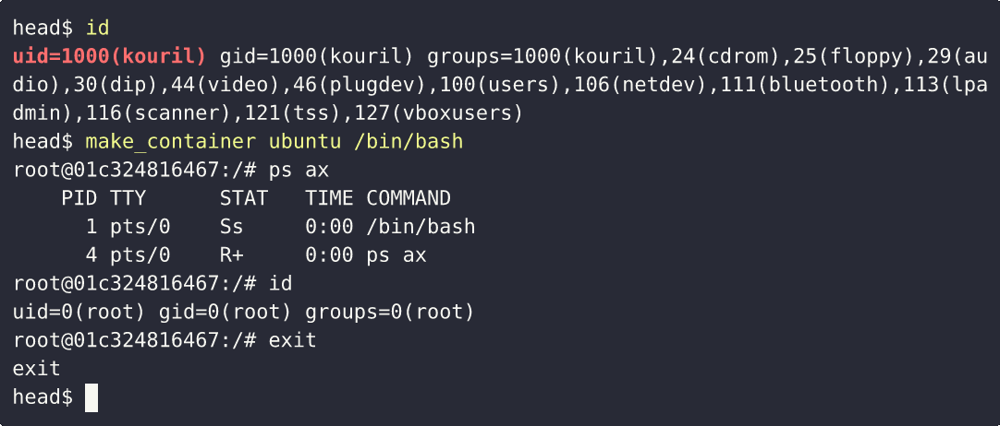 head$ id
uid=1000(kouril) gid=1000(kouril) groups=1000(kouril),24(cdrom),25(floppy),29(au
dio),30(dip),44(video),46(plugdev),100(users),106(netdev),111(bluetooth),113(lpa
dmin),116(scanner),121(tss),127(vboxusers)
head$ make_container ubuntu /bin/bash
root@01c324816467:/# ps ax
    PID TTY      STAT   TIME COMMAND
      1 pts/0    Ss     0:00 /bin/bash
      4 pts/0    R+     0:00 ps ax
root@01c324816467:/# id
uid=0(root) gid=0(root) groups=0(root)
root@01c324816467:/# exit
exit
head$